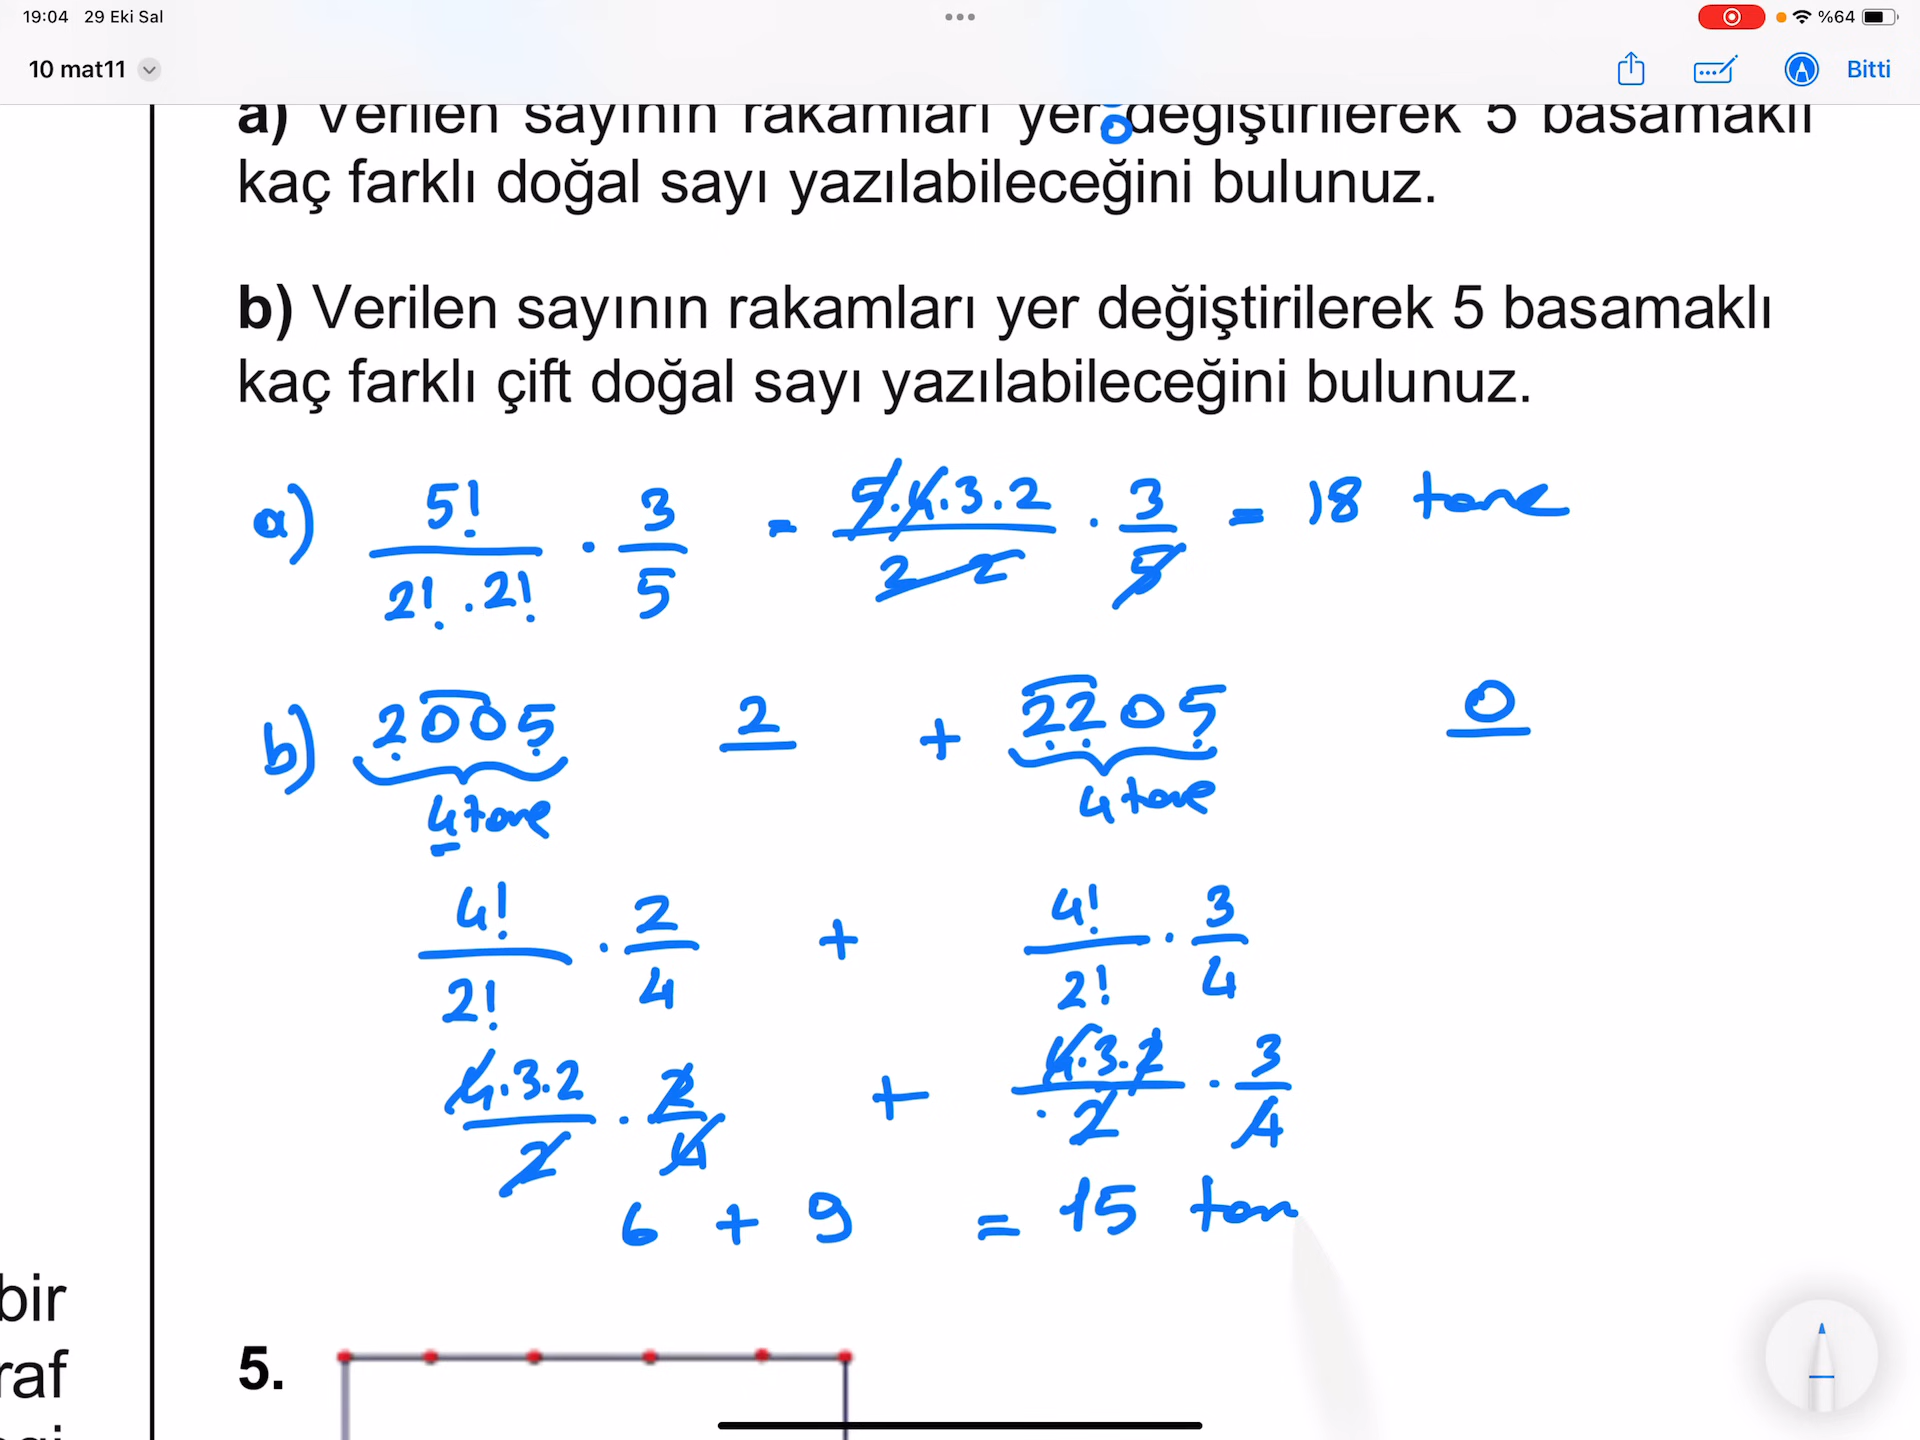 19:04 29 Eki Sal
%64
10 mat11
Bitti
a) Verilen sayının rakamları yer değiştirilerek 5 basamaklı
kaç farklı doğal sayı yazılabileceğini bulunuz.
b) Verilen sayının rakamları yer değiştirilerek 5 basamaklı
kaç farklı çift doğal sayı yazılabileceğini bulunuz.
a) 5!/2!.2! . 3/5 = 5.4.3.2/2 2 . 3/5 = 18 tane
b) 2005 2 + 2205 0
4 tane 4 tane
4!/2! . 2/4 + 4!/2! . 3/4
4.3.2/2 . 2/4 + 4.3.2/2 . 3/4
6 + 9 = 15 tan
bir
raf
5.